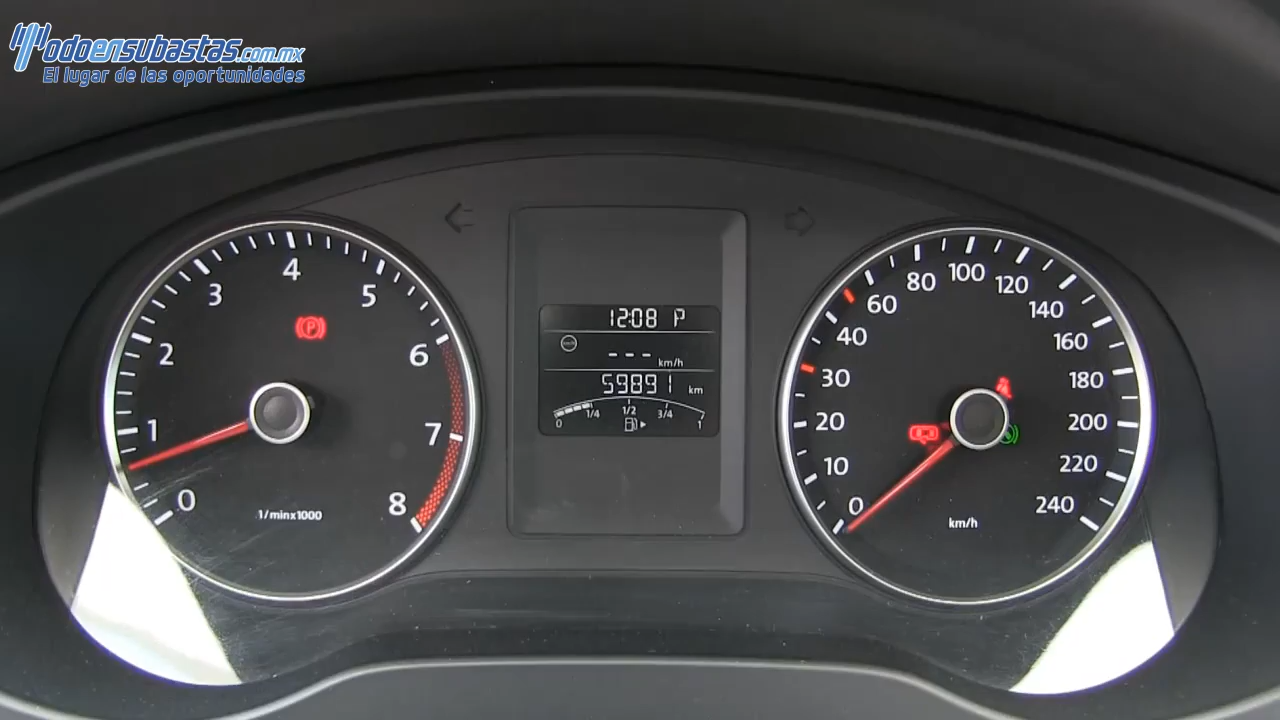 Modoensubastas.com.mx
El lugar de las oportunidades
0 1 2 3 4 5 6 7 8
P
1/minx1000
12:08 P
--- km/h
59891 km
0 1/4 1/2 3/4 1
0 10 20 30 40 60 80 100 120 140 160 180 200 220 240
km/h